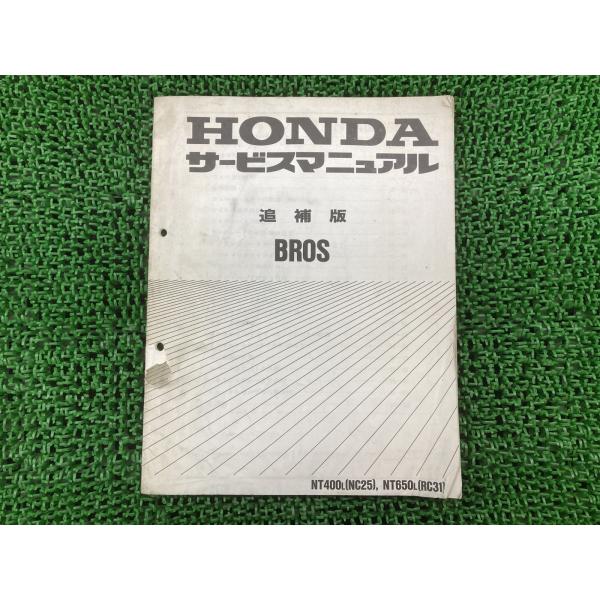 HONDA
サービスマニュアル
追補版
BROS
NT400L(NC25), NT650L(RC31)